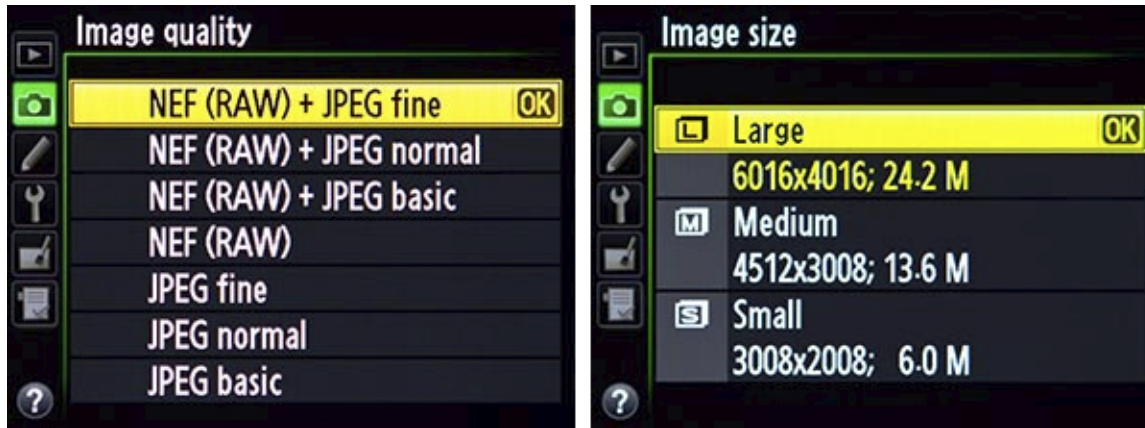 Image quality
NEF (RAW) + JPEG fine OK
NEF (RAW) + JPEG normal
NEF (RAW) + JPEG basic
NEF (RAW)
JPEG fine
JPEG normal
JPEG basic
?
Image size
L Large OK
6016x4016; 24.2 M
M Medium
4512x3008; 13.6 M
S Small
3008x2008; 6.0 M
?